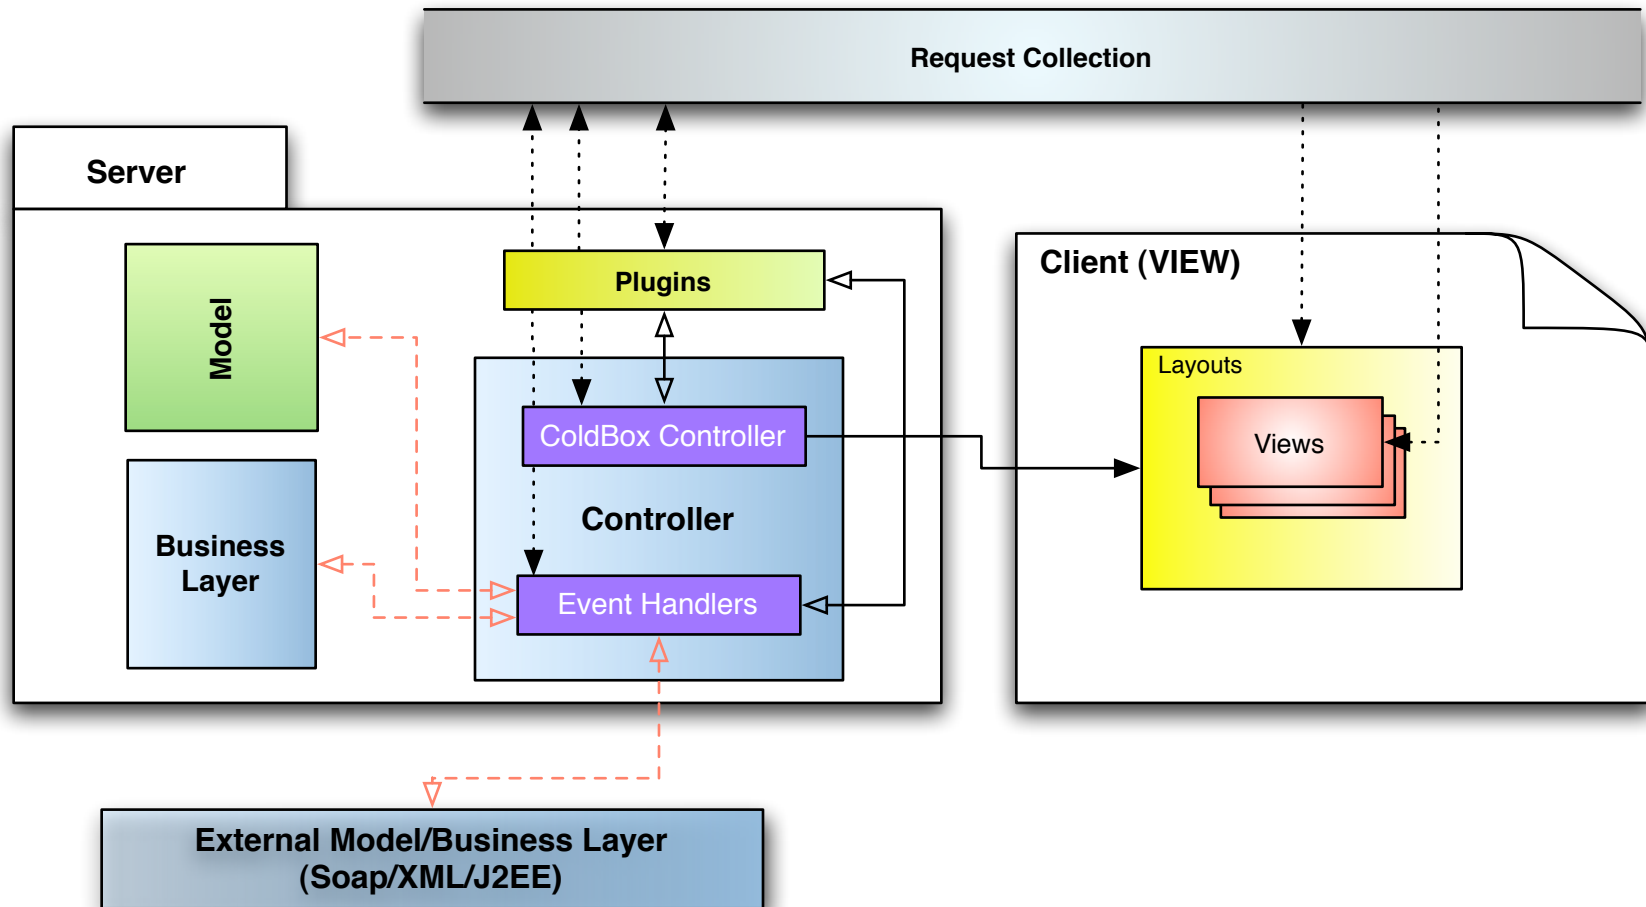 Request Collection
Server
Client (VIEW)
Plugins
Model
Layouts
ColdBox Controller
Views
Controller
Business
Layer
Event Handlers
External Model/Business Layer
(Soap/XML/J2EE)